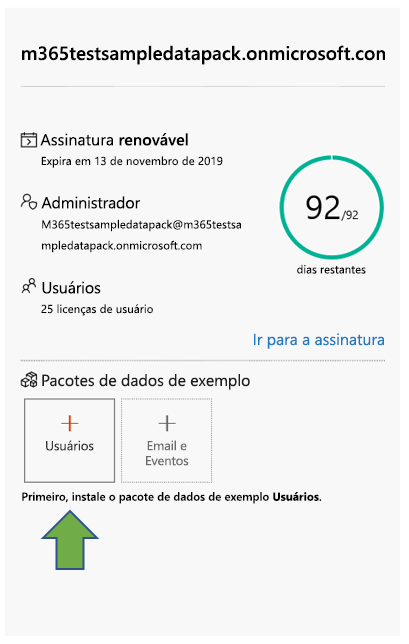 m365testsampledatapack.onmicrosoft.con
Assinatura renovável
Expira em 13 de novembro de 2019
92/92
dias restantes
Administrador
M365testsampledatapack@m365testsa
mpledatapack.onmicrosoft.com
Usuários
25 licenças de usuário
Ir para a assinatura
Pacotes de dados de exemplo
Usuários
Email e
Eventos
Primeiro, instale o pacote de dados de exemplo Usuários.